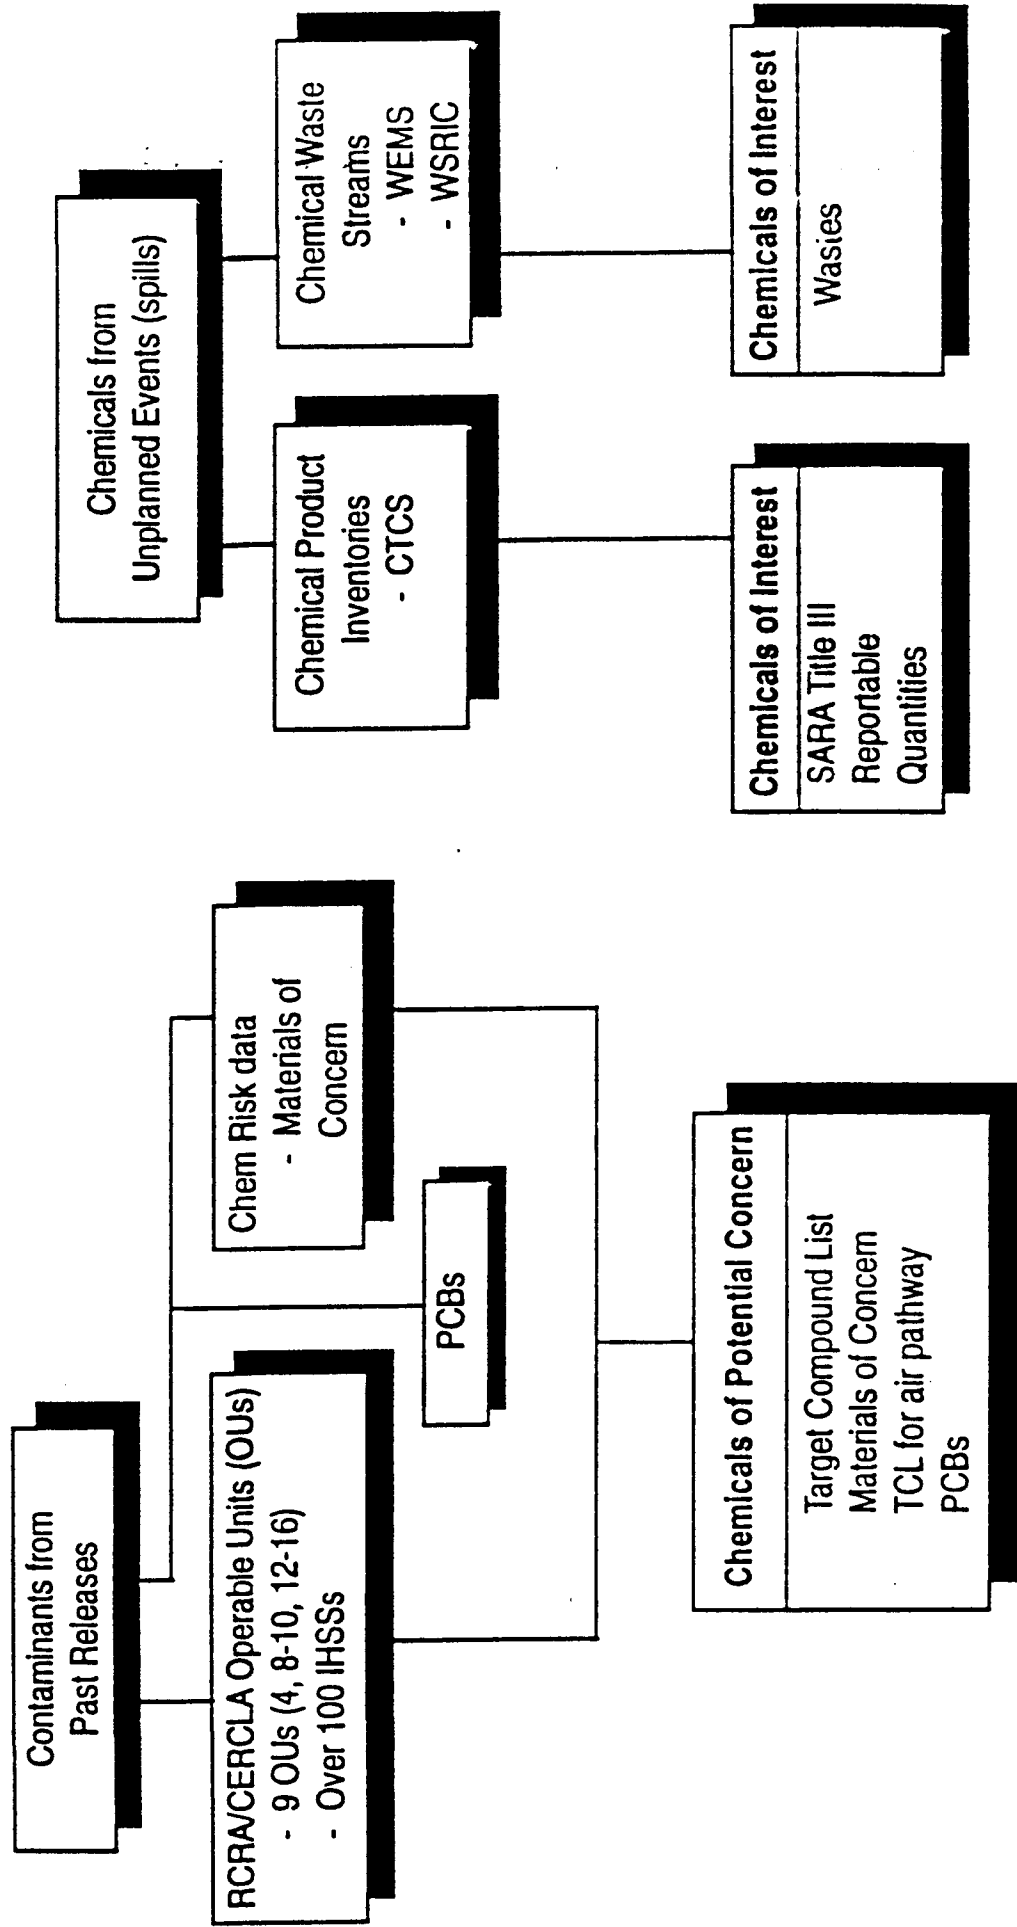 Contaminants from
Past Releases
RCRA/CERCLA Operable Units (OUs)
- 9 OUs (4, 8-10, 12-16)
- Over 100 IHSSs
Chem Risk data
- Materials of
Concern
PCBs
Chemicals of Potential Concern
Target Compound List
Materials of Concern
TCL for air pathway
PCBs
Chemicals from
Unplanned Events (spills)
Chemical Product
Inventories
- CTCS
Chemical Waste
Streams
- WEMS
- WSRIC
Chemicals of Interest
SARA Title III
Reportable
Quantities
Chemicals of Interest
Wastes